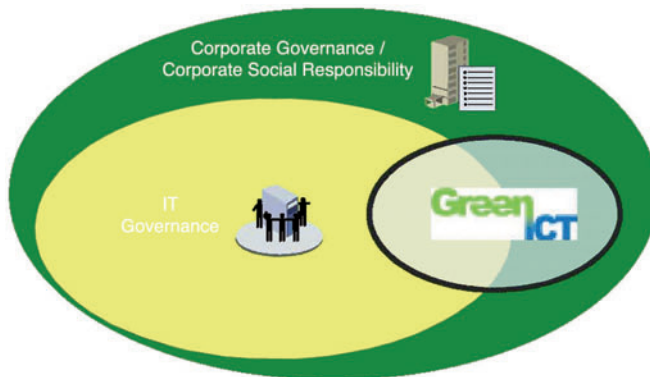 Corporate Governance /
Corporate Social Responsibility
IT
Governance
Green
ICT